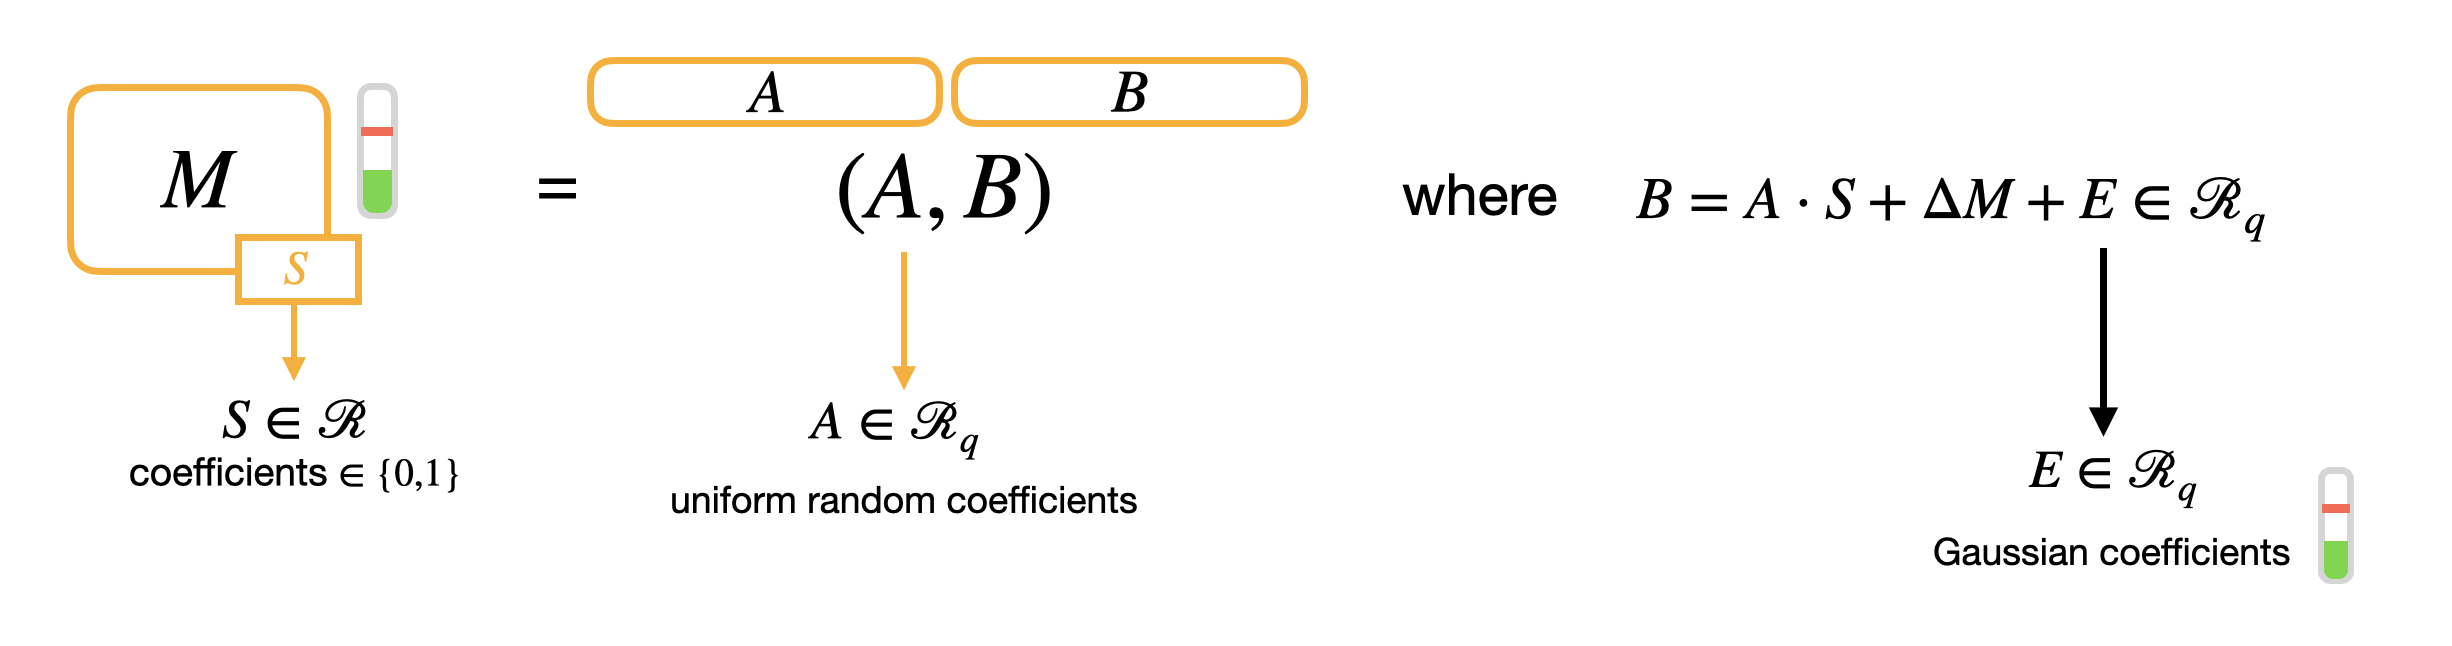 M
S
=
A
B
(A, B)
where
B = A · S + ΔM + E ∈ ℛ_q
S ∈ ℛ
coefficients ∈ {0,1}
A ∈ ℛ_q
uniform random coefficients
E ∈ ℛ_q
Gaussian coefficients